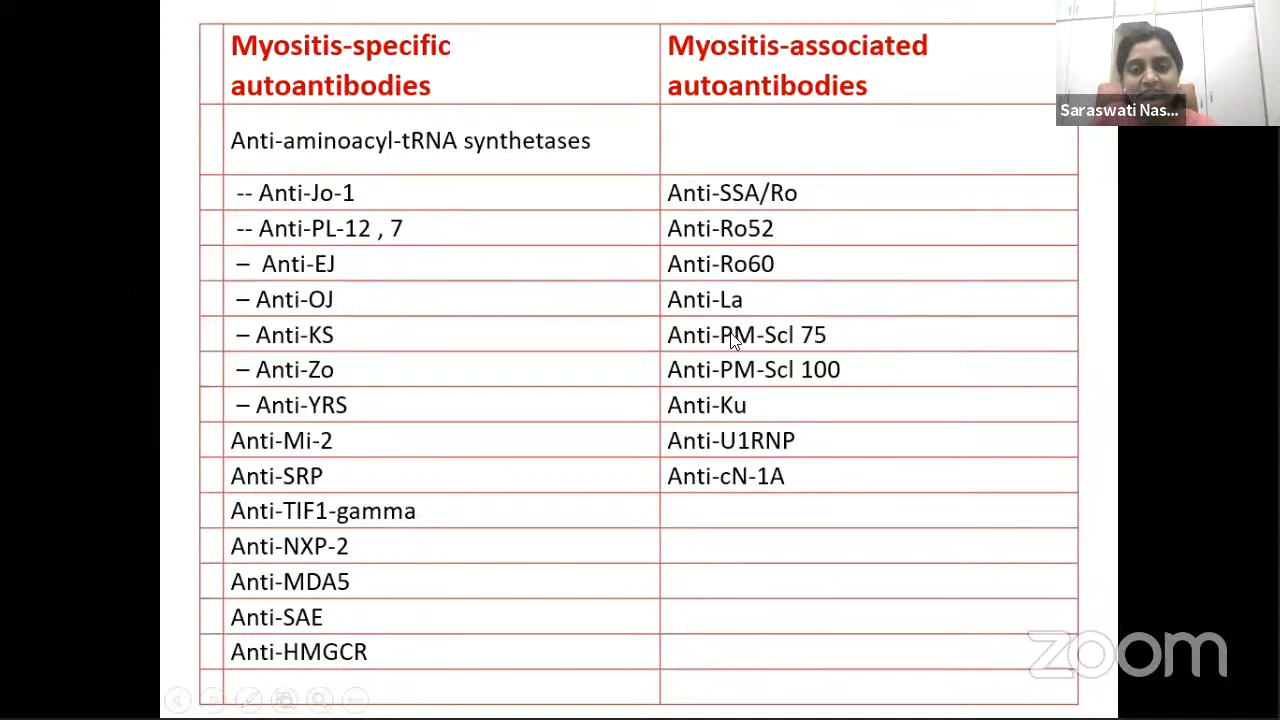 Myositis-specific
autoantibodies
Myositis-associated
autoantibodies
Anti-aminoacyl-tRNA synthetases
-- Anti-Jo-1
Anti-SSA/Ro
-- Anti-PL-12 , 7
Anti-Ro52
– Anti-EJ
Anti-Ro60
– Anti-OJ
Anti-La
– Anti-KS
Anti-PM-Scl 75
– Anti-Zo
Anti-PM-Scl 100
– Anti-YRS
Anti-Ku
Anti-Mi-2
Anti-U1RNP
Anti-SRP
Anti-cN-1A
Anti-TIF1-gamma
Anti-NXP-2
Anti-MDA5
Anti-SAE
Anti-HMGCR
Saraswati Nas...
zoom